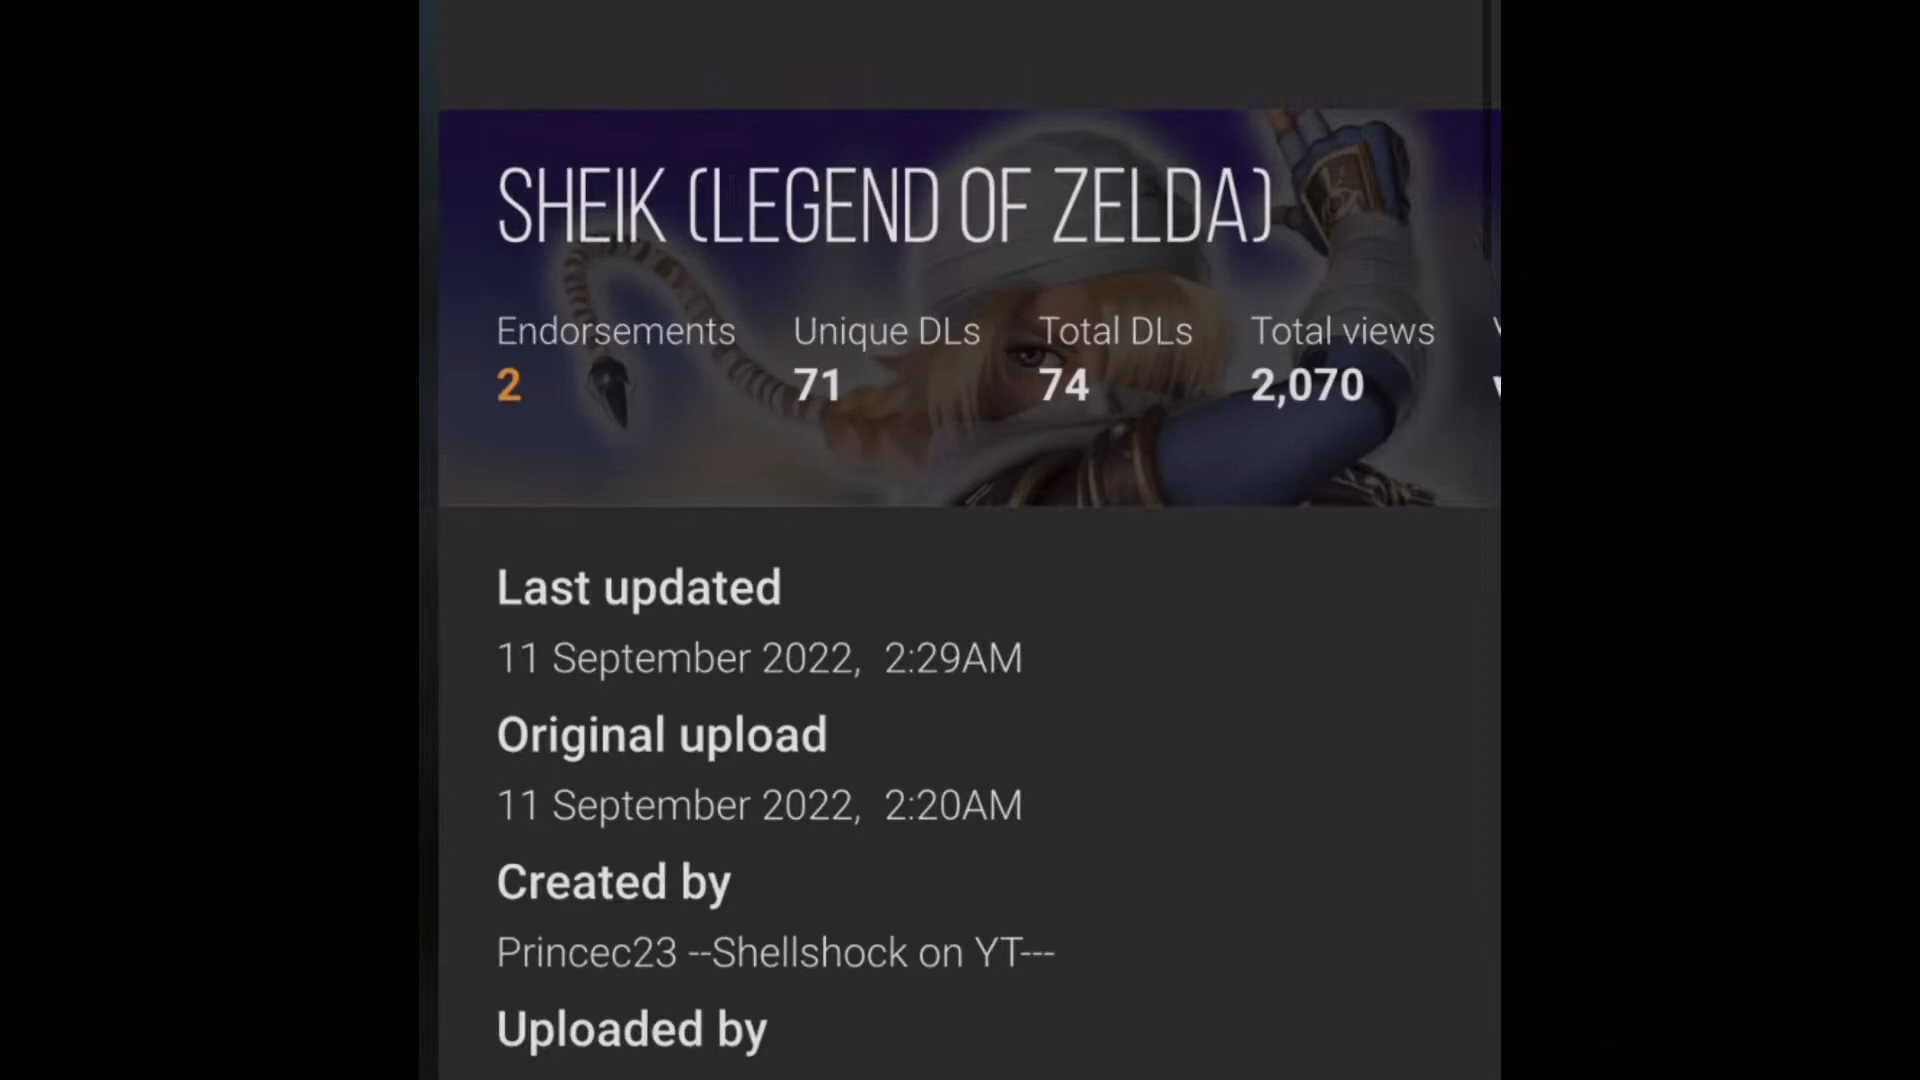 SHEIK (LEGEND OF ZELDA)
Endorsements Unique DLs Total DLs Total views
2 71 74 2,070
Last updated
11 September 2022, 2:29AM
Original upload
11 September 2022, 2:20AM
Created by
Princec23 --Shellshock on YT---
Uploaded by